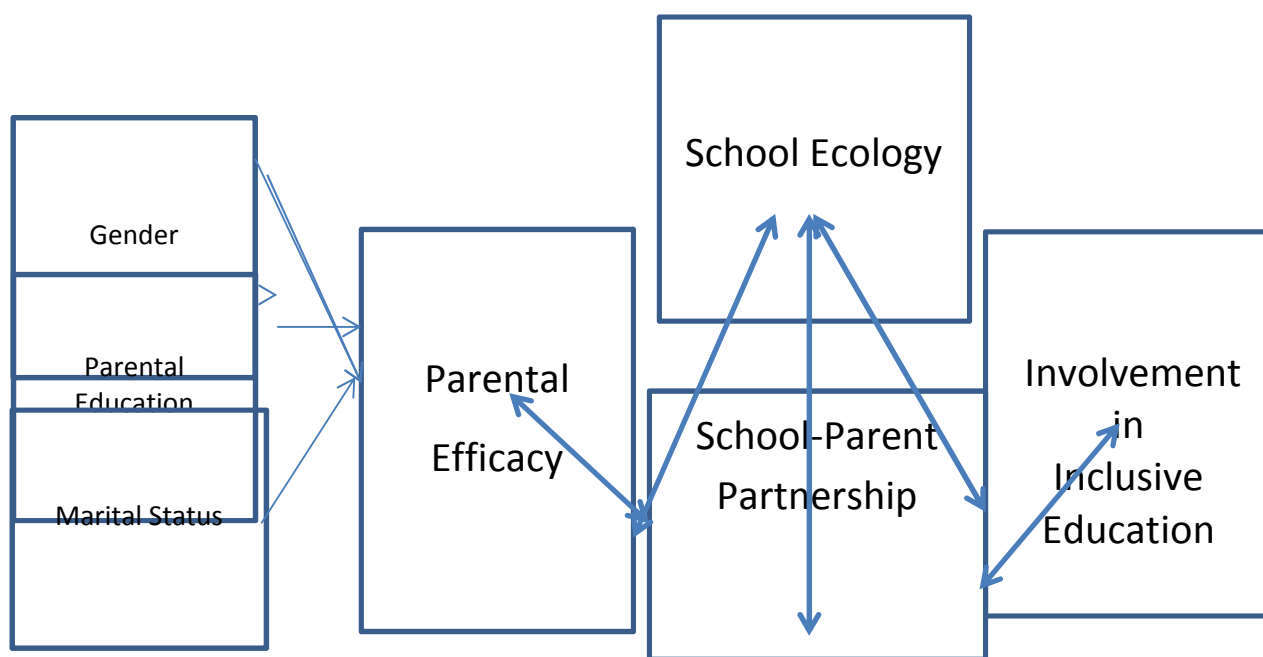 Gender
Parental
Education
Marital Status
Parental
Efficacy
School Ecology
School-Parent
Partnership
Involvement
in
Inclusive
Education